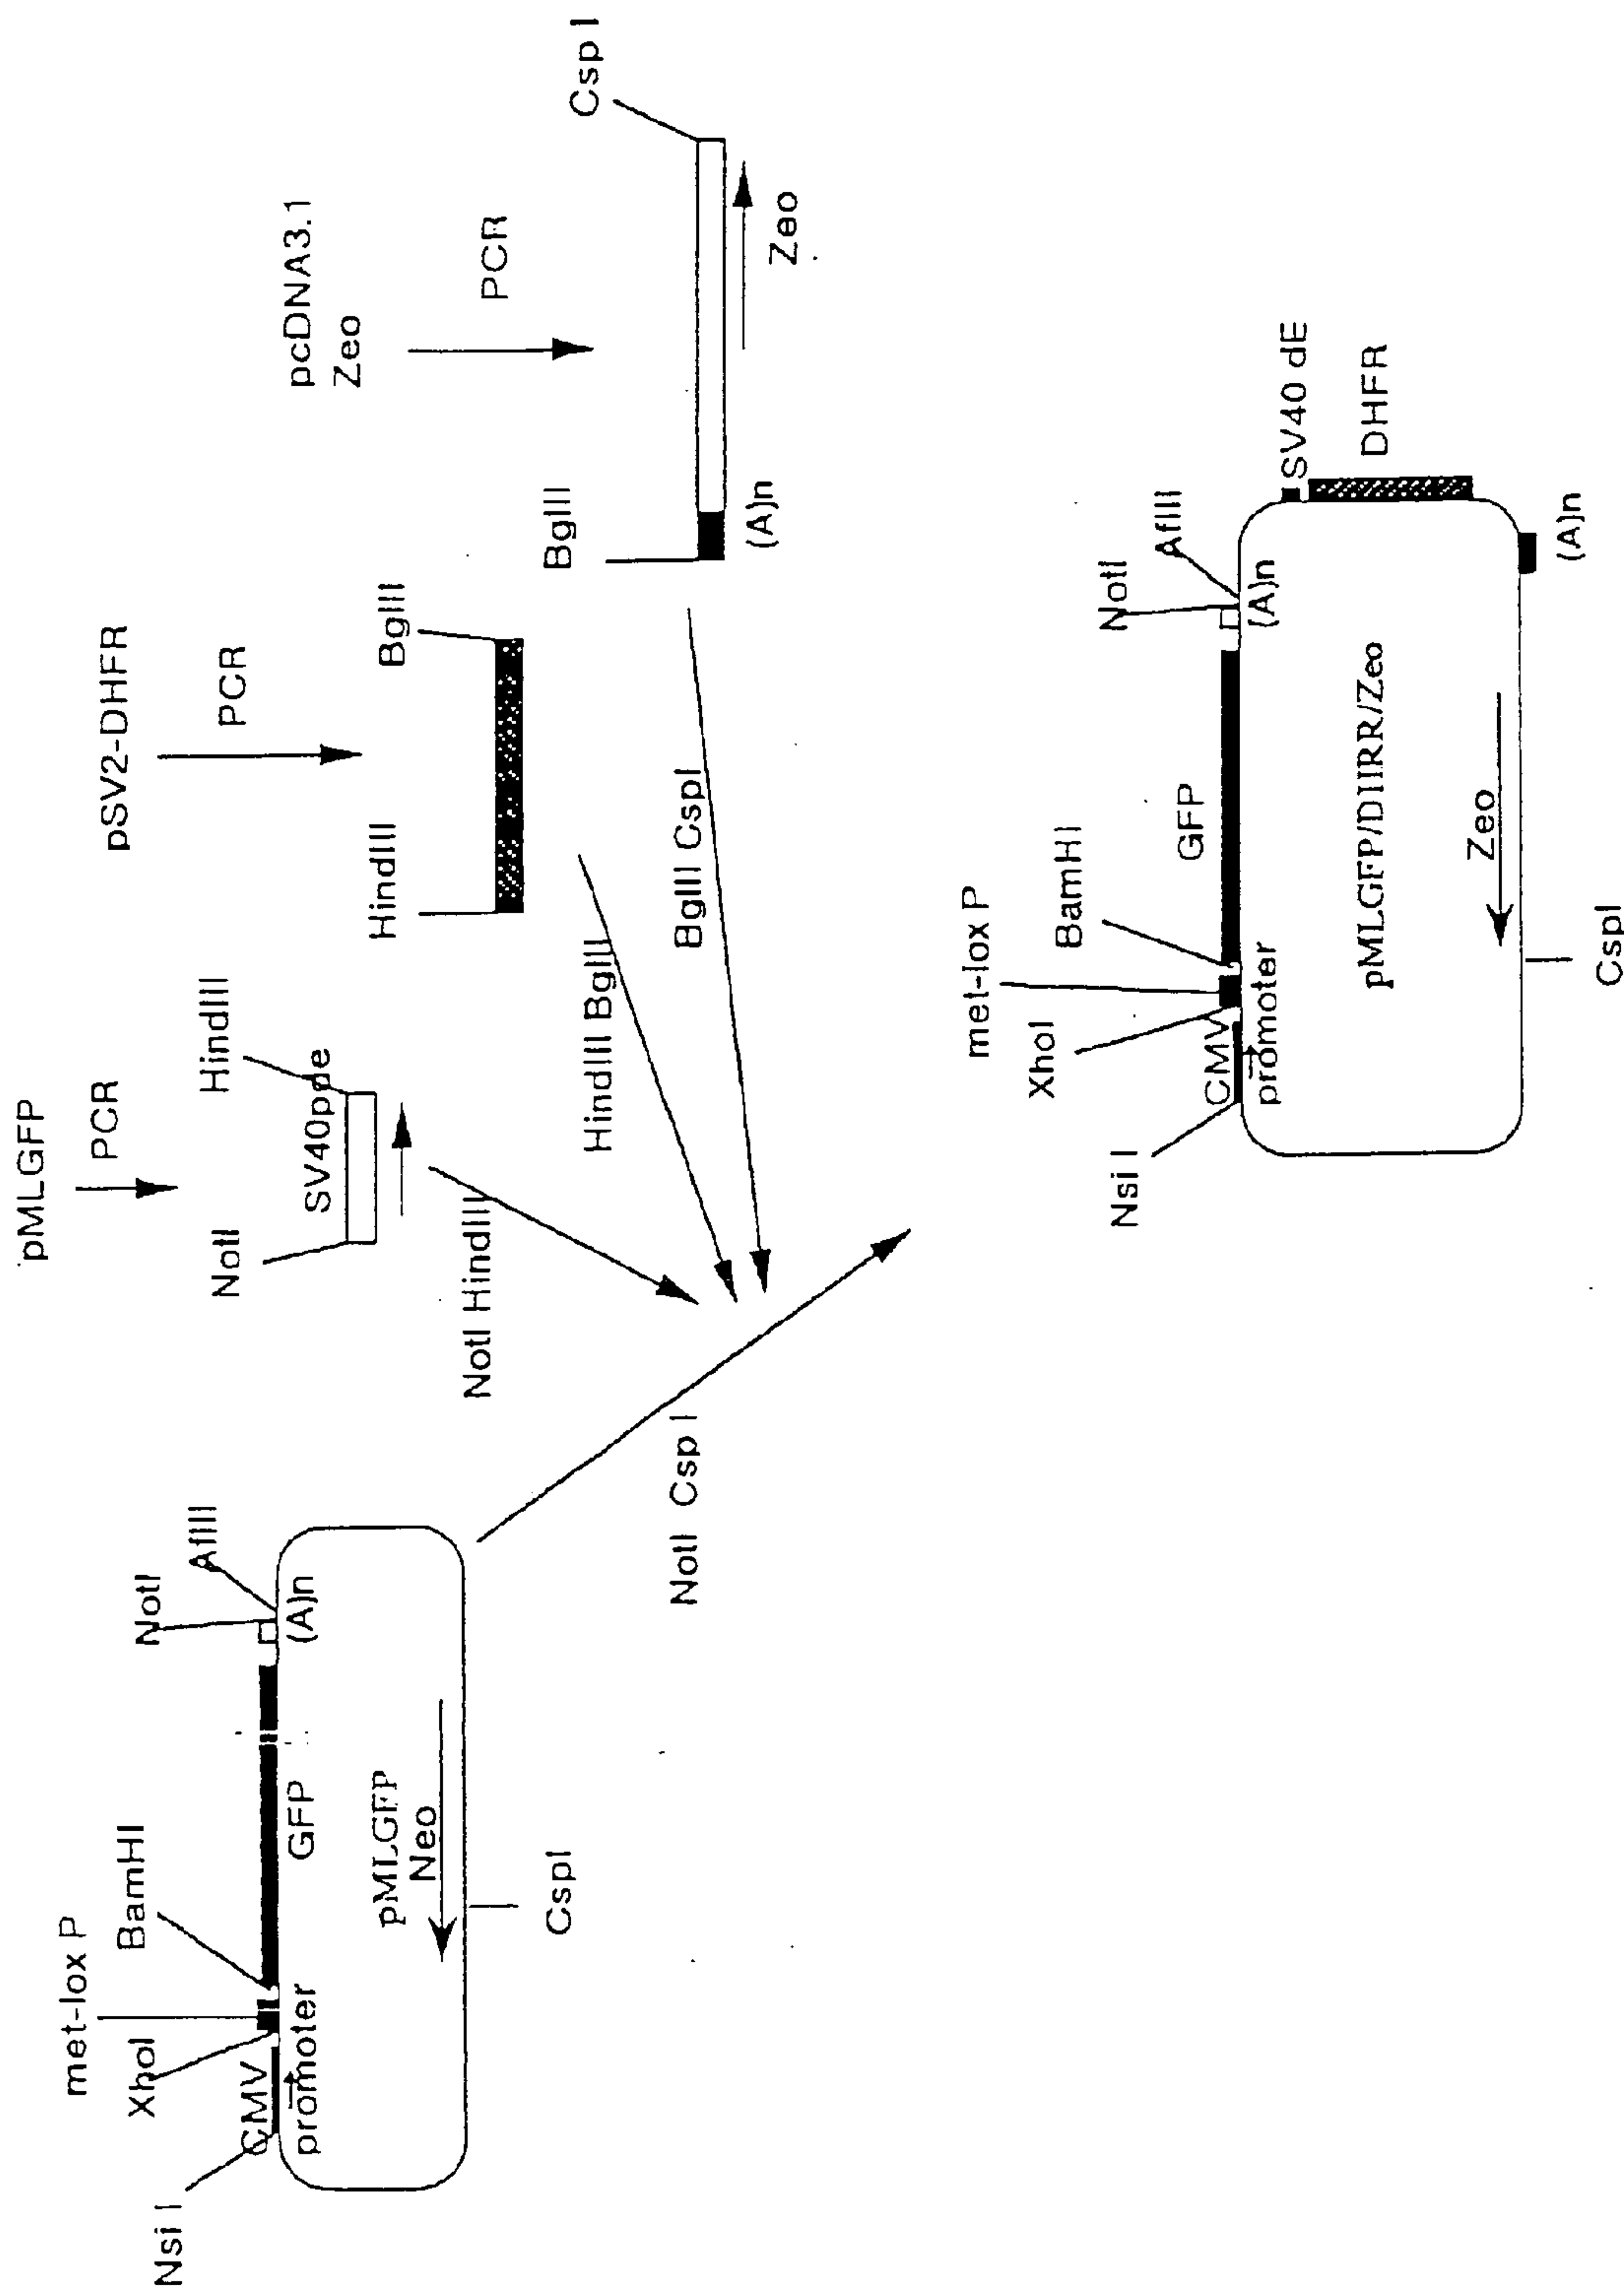 pMLGFP
PCR
NotI
HindIII
SV40pde
NotI HindIII
pSV2-DHFR
PCR
HindIII
BglII
HindIII BglII
pcDNA3.1
Zeo
PCR
BglII
Csp I
(A)n
Zeo
BglII CspI
met-lox P
BamHI
XhoI
Nsi I
CMV
promoter
GFP
NotI
AflII
(A)n
pMLGFP
Neo
CspI
NotI Csp I
met-lox P
BamHI
XhoI
Nsi I
CMV
promoter
GFP
NotI
AflII
(A)n
SV40 dE
DHFR
(A)n
pMLGFP/DIIRR/Zeo
Zeo
CspI